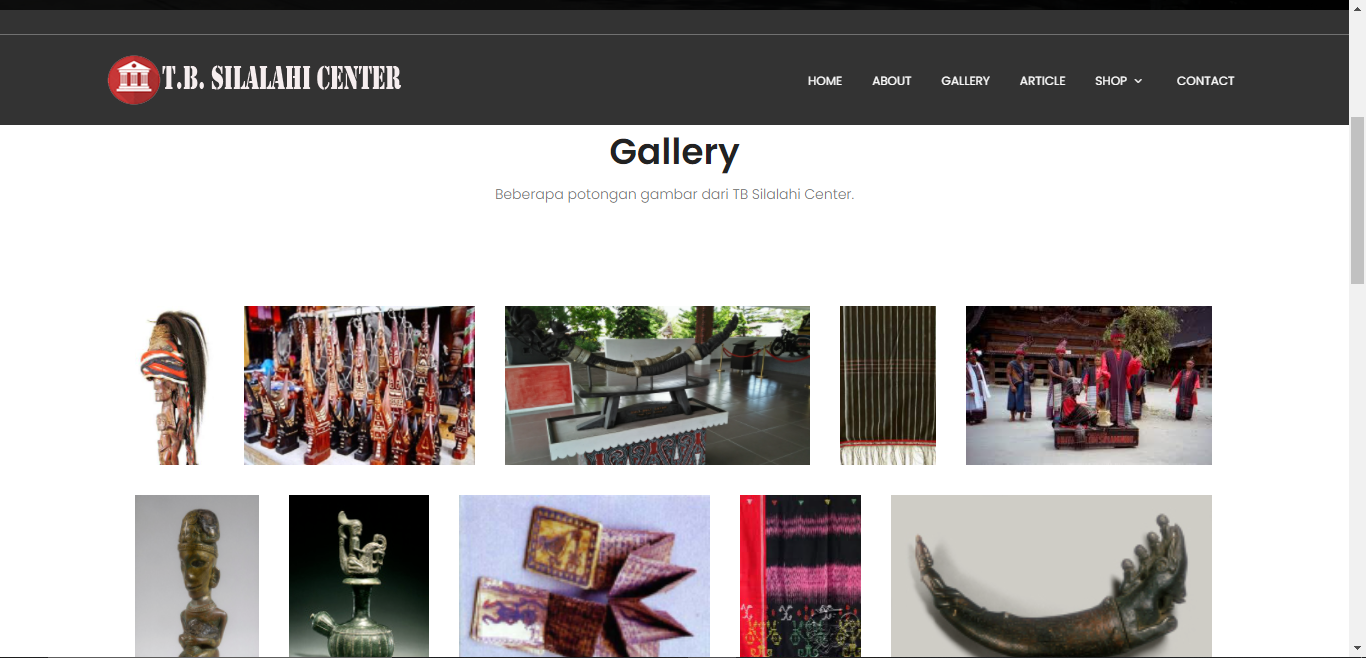 T.B. SILALAHI CENTER
HOME ABOUT GALLERY ARTICLE SHOP CONTACT
Gallery
Beberapa potongan gambar dari TB Silalahi Center.